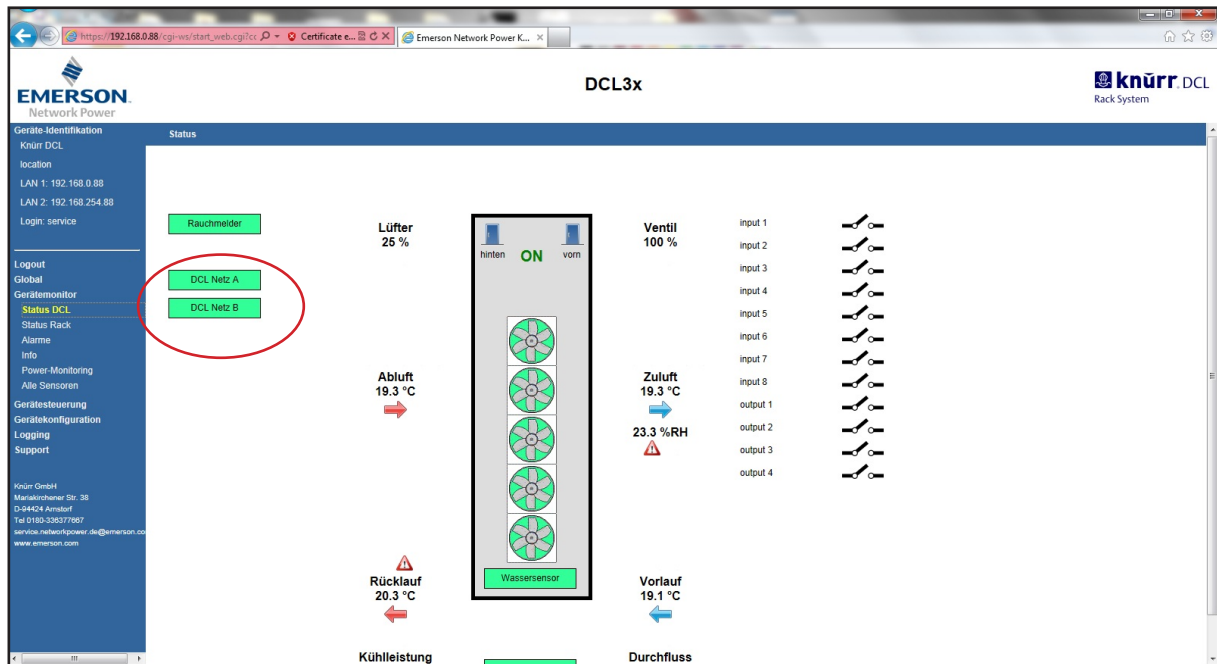 https://192.168.0.88/cgi-ws/start_web.cgi?cc
Certificate e...
Emerson Network Power K...
EMERSON
Network Power
DCL3x
knürr DCL
Rack System
Geräte-Identifikation
Knürr DCL
location
LAN 1: 192.168.0.88
LAN 2: 192.168.254.88
Login: service
Logout
Global
Gerätemonitor
Status DCL
Status Rack
Alarme
Info
Power-Monitoring
Alle Sensoren
Gerätesteuerung
Gerätekonfiguration
Logging
Support
Knürr GmbH
Mariakirchener Str. 38
D-94424 Arnstorf
Tel 0180-336377667
service.networkpower.de@emerson.co
www.emerson.com
Status
Rauchmelder
DCL Netz A
DCL Netz B
Lüfter
25 %
hinten ON vorn
Ventil
100 %
Abluft
19.3 °C
Zuluft
19.3 °C
23.3 %RH
Wassersensor
Rücklauf
20.3 °C
Vorlauf
19.1 °C
Kühlleistung
Durchfluss
input 1
input 2
input 3
input 4
input 5
input 6
input 7
input 8
output 1
output 2
output 3
output 4